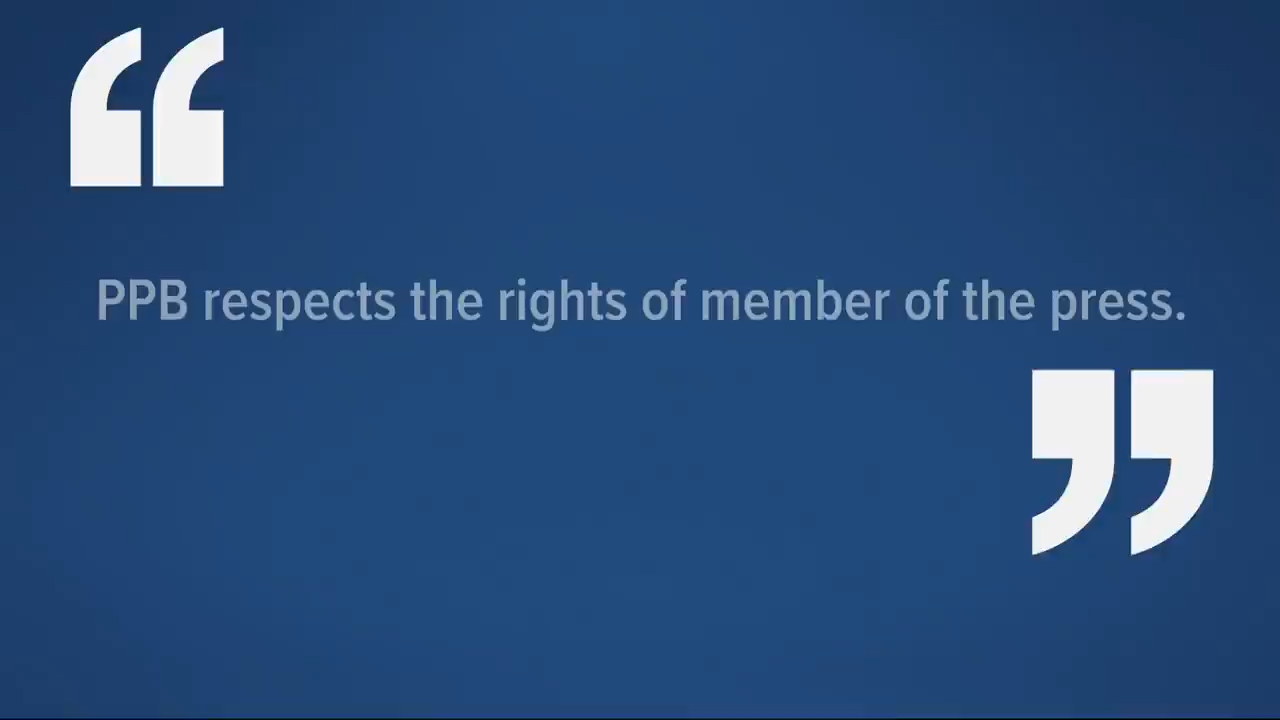 “
PPB respects the rights of member of the press.
”